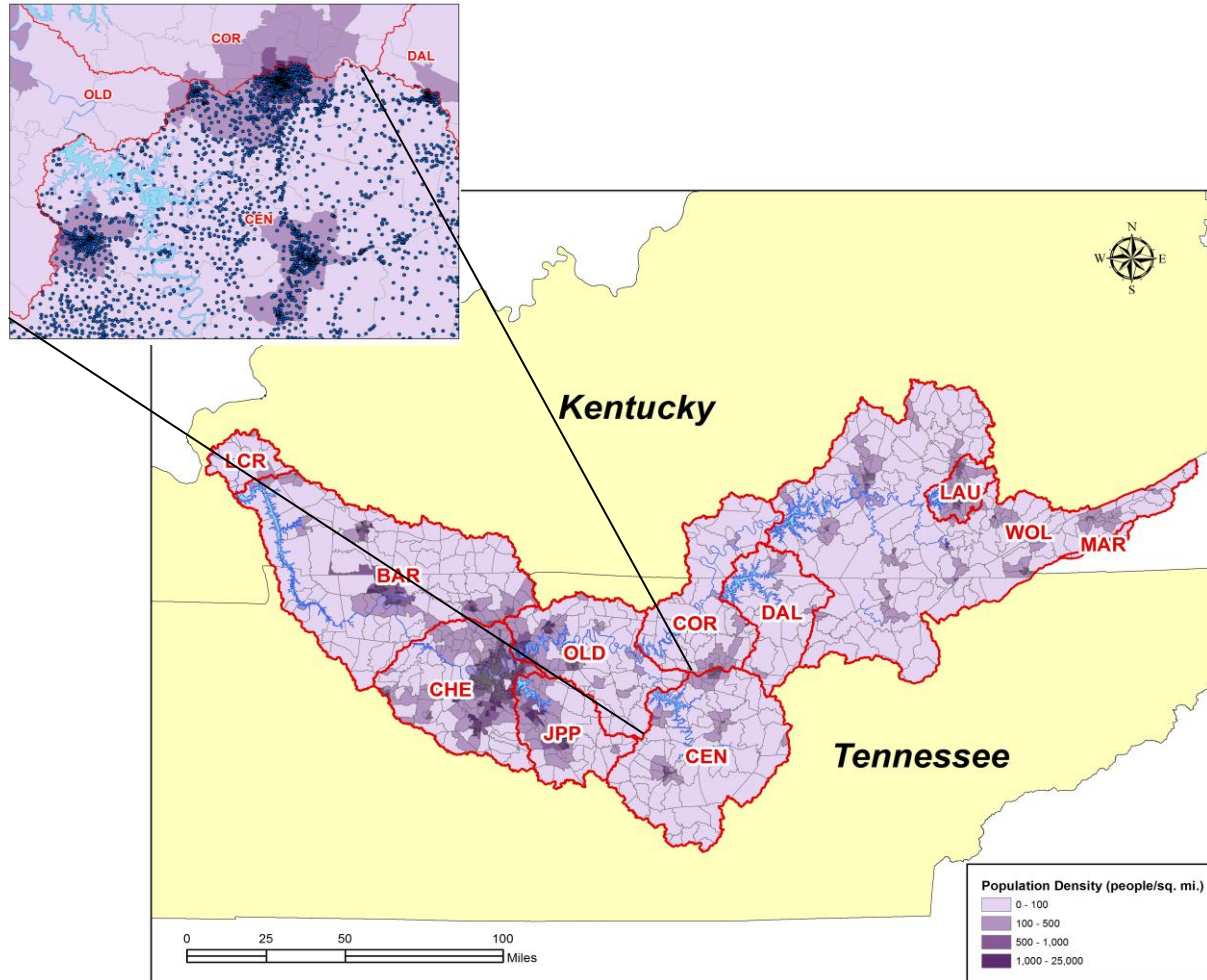 COR
DAL
OLD
CEN
N
W E
S
Kentucky
LCR
LAU
WOL
MAR
BAR
DAL
COR
OLD
CHE
JPP
CEN
Tennessee
Population Density (people/sq. mi.)
0 - 100
100 - 500
500 - 1,000
1,000 - 25,000
0 25 50 100
Miles